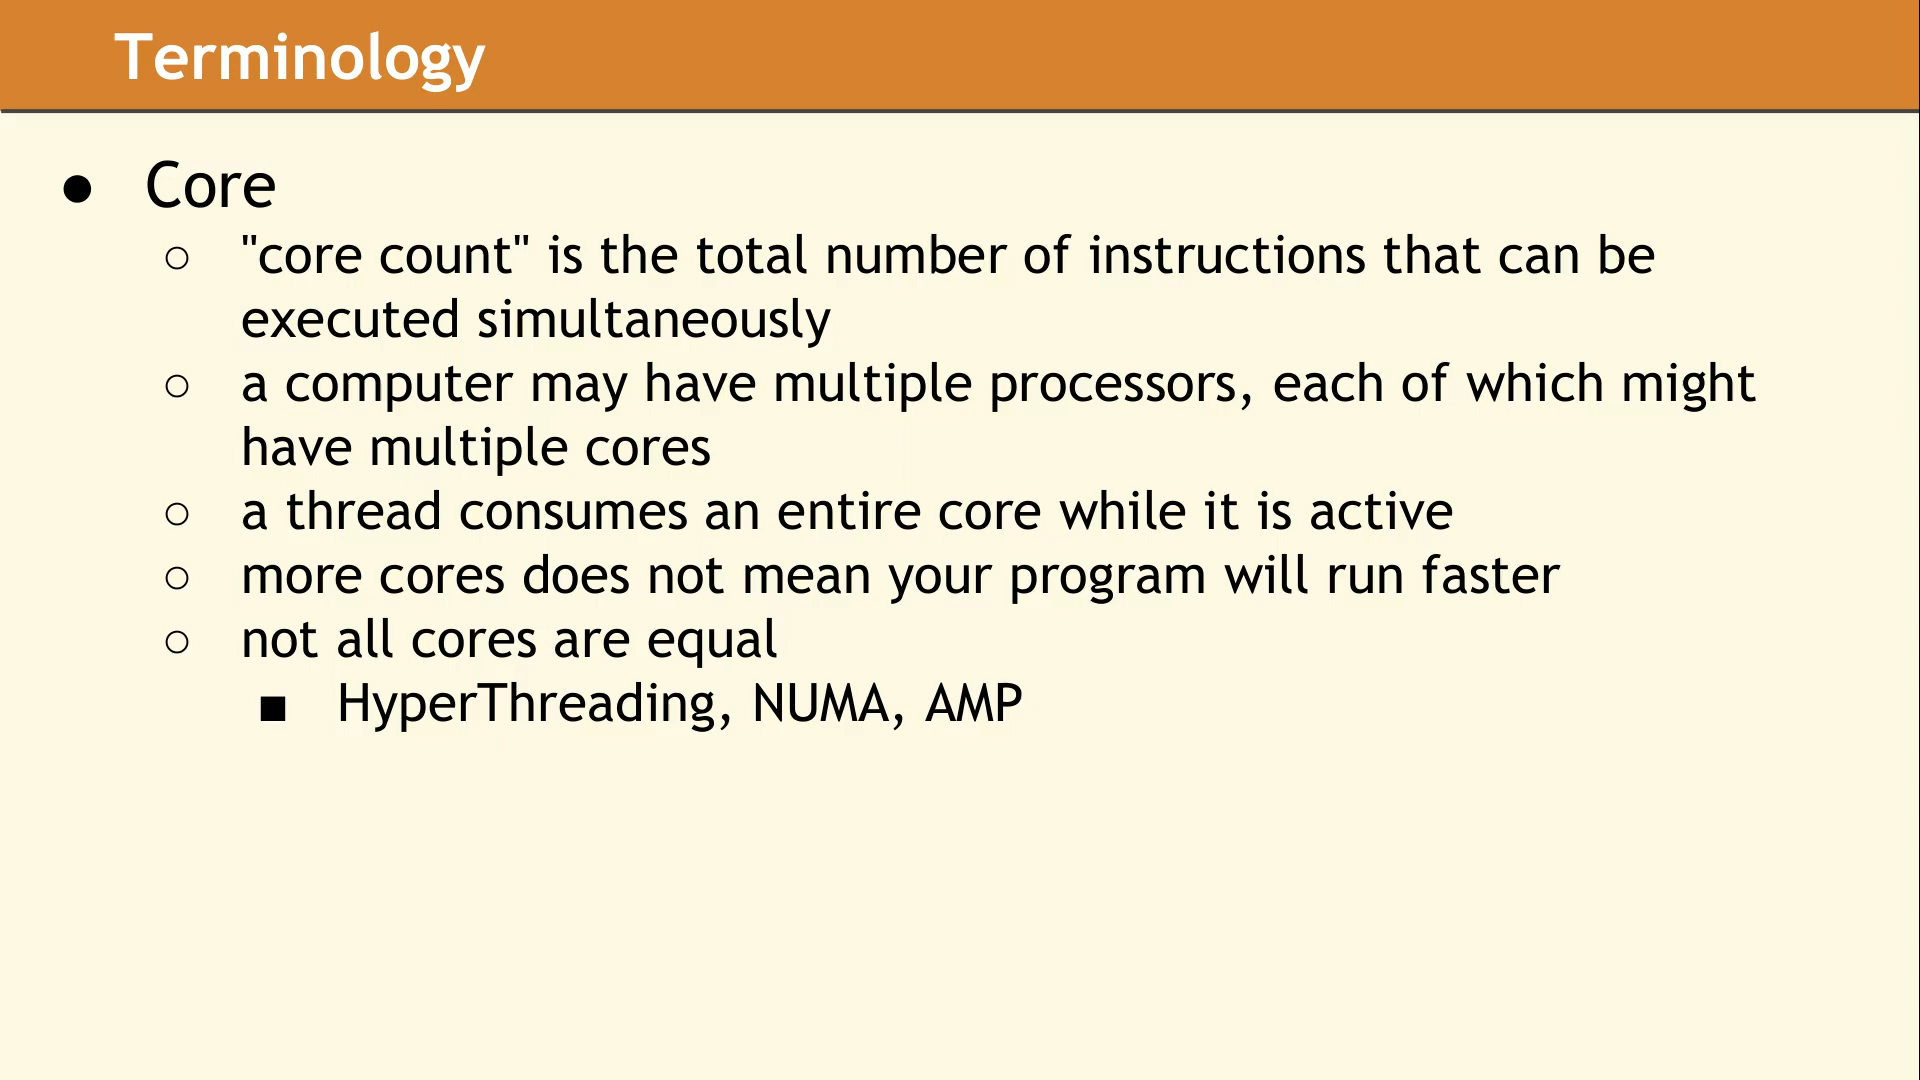 Terminology
● Core
○ "core count" is the total number of instructions that can be
executed simultaneously
○ a computer may have multiple processors, each of which might
have multiple cores
○ a thread consumes an entire core while it is active
○ more cores does not mean your program will run faster
○ not all cores are equal
■ HyperThreading, NUMA, AMP